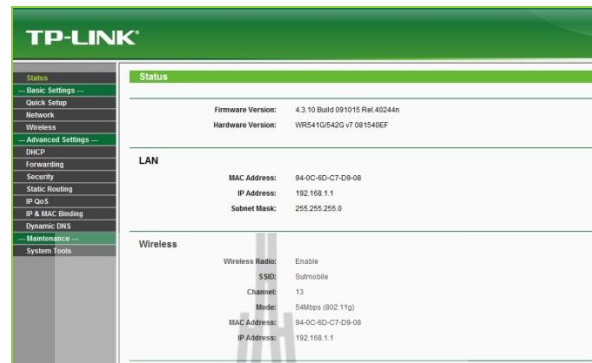 TP-LINK®
Status
--- Basic Settings ---
Quick Setup
Network
Wireless
--- Advanced Settings ---
DHCP
Forwarding
Security
Static Routing
IP QoS
IP & MAC Binding
Dynamic DNS
--- Maintenance ---
System Tools
Status
Firmware Version: 4.3.10 Build 091015 Rel.40244n
Hardware Version: WR541G/542G v7 081540EF
LAN
MAC Address: 94-0C-6D-C7-D9-08
IP Address: 192.168.1.1
Subnet Mask: 255.255.255.0
Wireless
Wireless Radio: Enable
SSID: Sutmobile
Channel: 13
Mode: 54Mbps (802.11g)
MAC Address: 94-0C-6D-C7-D9-08
IP Address: 192.168.1.1